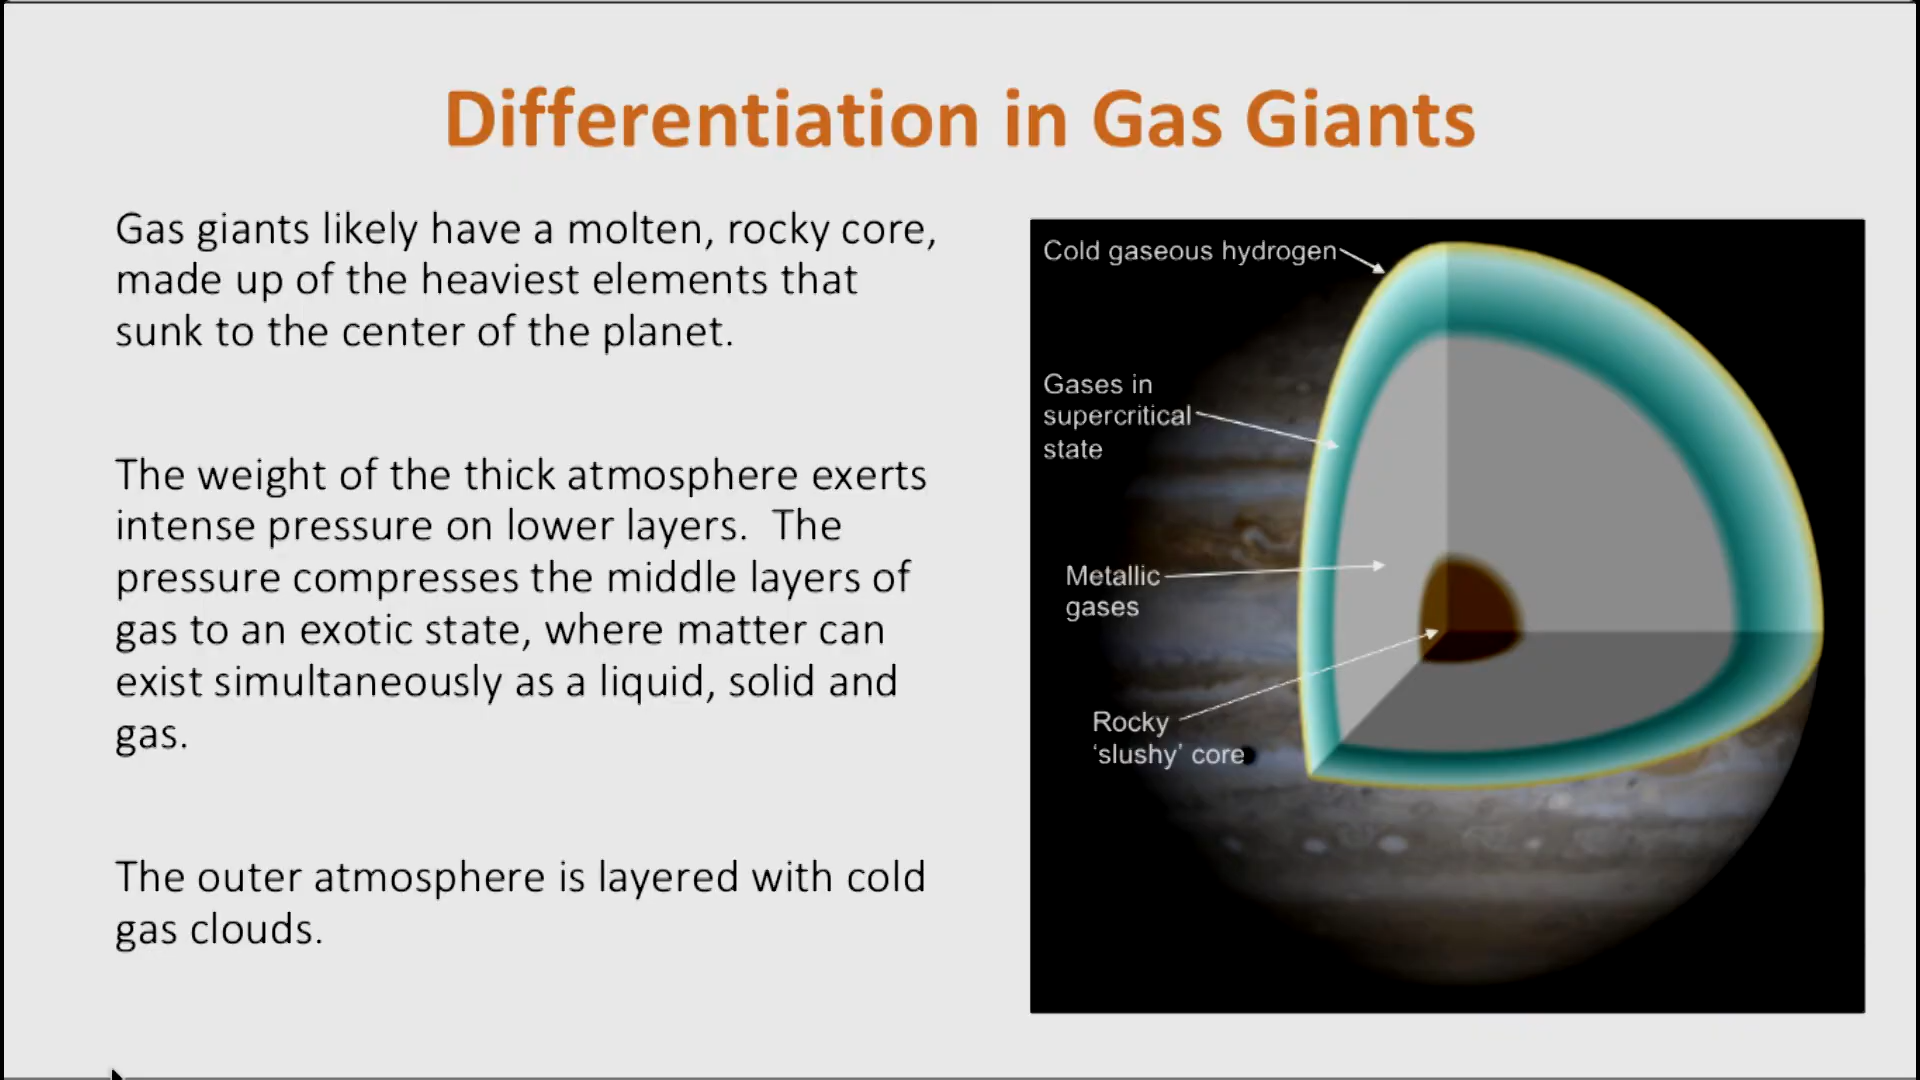 Differentiation in Gas Giants
Gas giants likely have a molten, rocky core,
made up of the heaviest elements that
sunk to the center of the planet.
The weight of the thick atmosphere exerts
intense pressure on lower layers.  The
pressure compresses the middle layers of
gas to an exotic state, where matter can
exist simultaneously as a liquid, solid and
gas.
The outer atmosphere is layered with cold
gas clouds.
Cold gaseous hydrogen
Gases in
supercritical
state
Metallic
gases
Rocky
‘slushy’ core